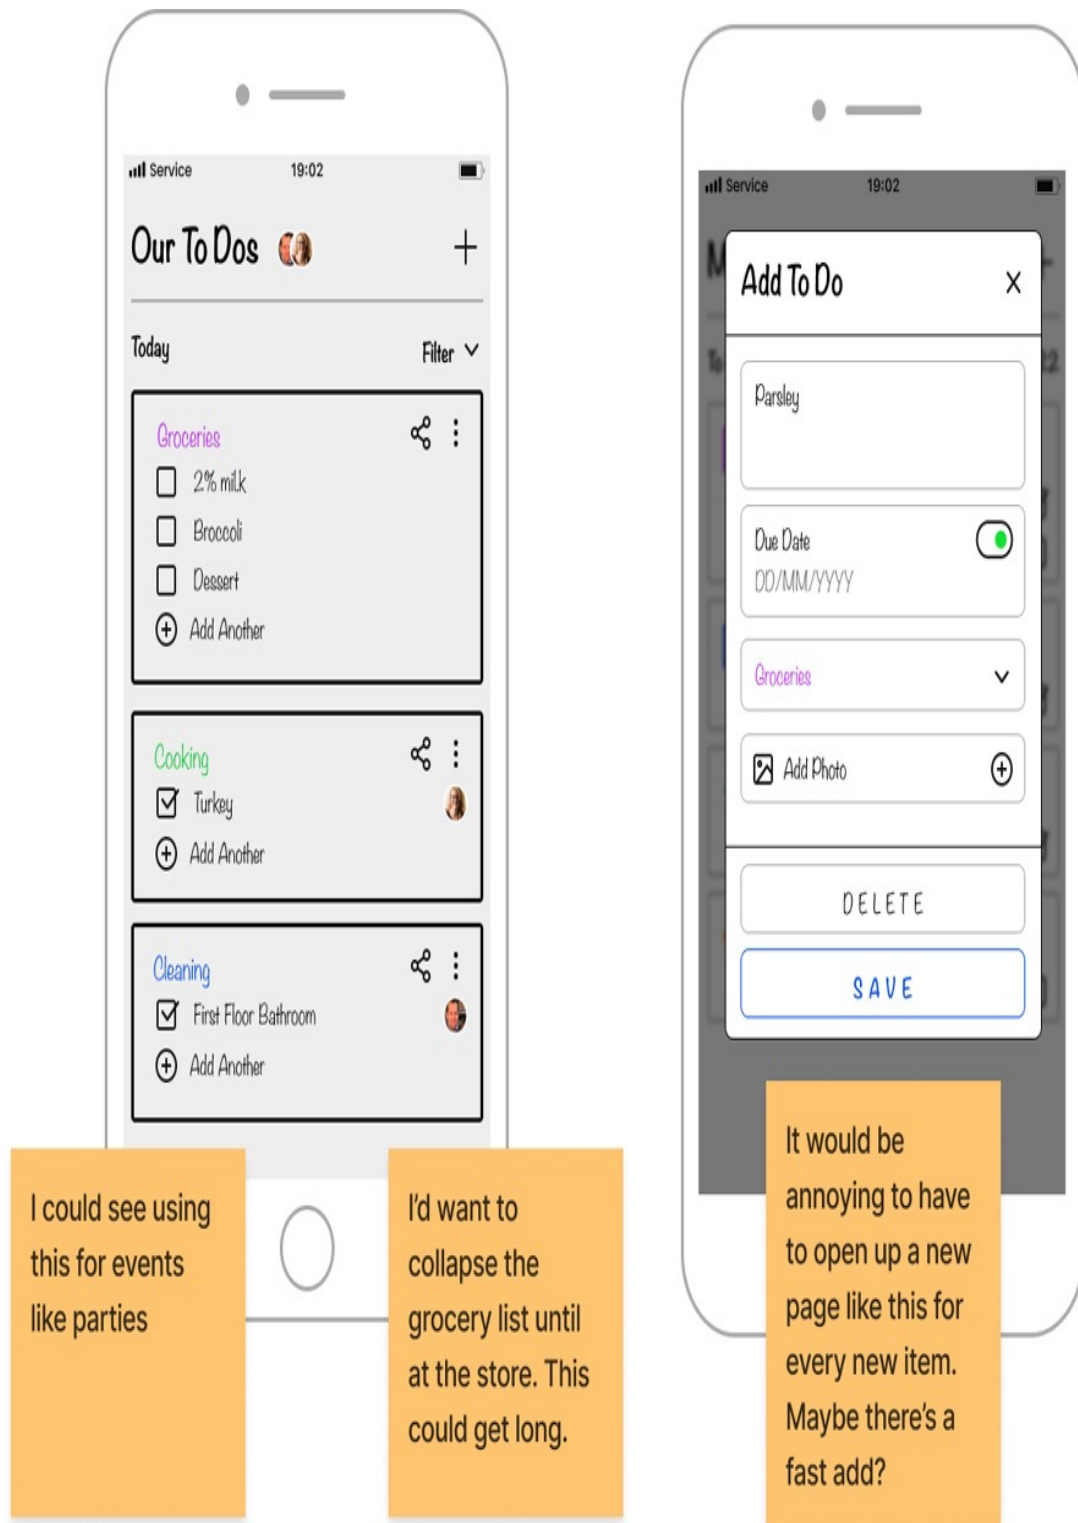 Service 19:02
Our To Dos
Today Filter
Groceries
2% milk
Broccoli
Dessert
Add Another
Cooking
Turkey
Add Another
Cleaning
First Floor Bathroom
Add Another
I could see using
this for events
like parties
I'd want to
collapse the
grocery list until
at the store. This
could get long.
Service 19:02
Add To Do
Parsley
Due Date
DD/MM/YYYY
Groceries
Add Photo
DELETE
SAVE
It would be
annoying to have
to open up a new
page like this for
every new item.
Maybe there's a
fast add?